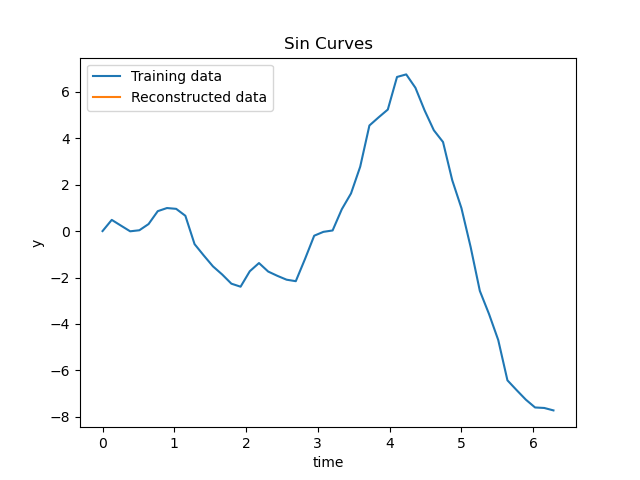 Sin Curves
Training data
Reconstructed data
y
6
4
2
0
−2
−4
−6
−8
0 1 2 3 4 5 6
time